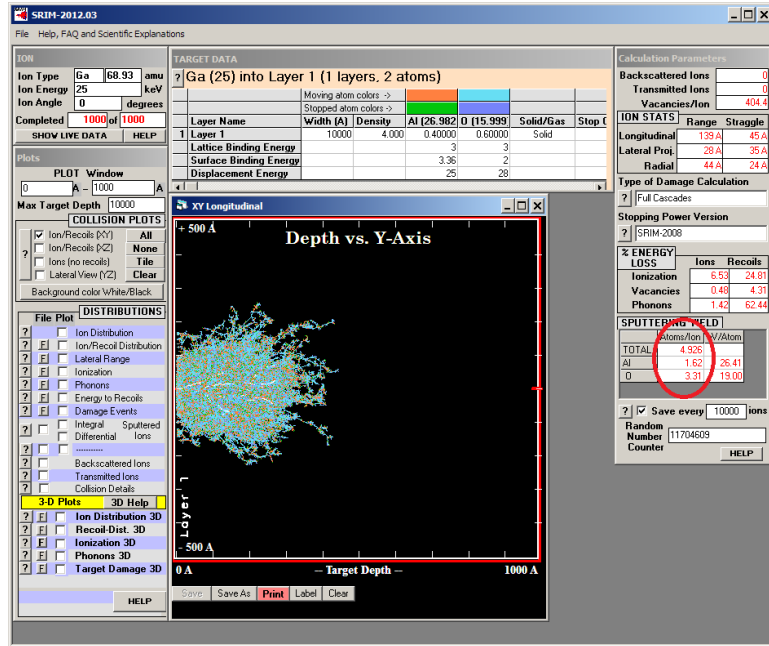 SRIM-2012.03
File Help, FAQ and Scientific Explanations
ION
Ion Type Ga 68.93 amu
Ion Energy 25 keV
Ion Angle 0 degrees
Completed 1000 of 1000
SHOW LIVE DATA HELP
Plots
PLOT Window
0 A - 1000 A
Max Target Depth 10000
COLLISION PLOTS
Ion/Recoils (XY) All
Ion/Recoils (XZ) None
? Ions (no recoils) Tile
Lateral View (YZ) Clear
Background color White/Black
DISTRIBUTIONS
File Plot
? Ion Distribution
? F Ion/Recoil Distribution
? F Lateral Range
? F Ionization
? F Phonons
? F Energy to Recoils
? F Damage Events
? Integral Sputtered
Differential Ions
? ----------
? Backscattered Ions
? Transmitted Ions
? Collision Details
3-D Plots 3D Help
? F Ion Distribution 3D
? F Recoil-Dist. 3D
? F Ionization 3D
? F Phonons 3D
? F Target Damage 3D
HELP
TARGET DATA
? Ga (25) into Layer 1 (1 layers, 2 atoms)
Moving atom colors ->
Stopped atom colors ->
Layer Name Width (A) Density Al (26.982 O (15.999 Solid/Gas Stop C
1 Layer 1 10000 4.000 0.40000 0.60000 Solid
Lattice Binding Energy 3 3
Surface Binding Energy 3.36 2
Displacement Energy 25 28
XY Longitudinal
+ 500 A
Depth vs. Y-Axis
Layer 1
- 500 A
0 A -- Target Depth -- 1000 A
Save Save As Print Label Clear
Calculation Parameters
Backscattered Ions 0
Transmitted Ions 0
Vacancies/Ion 404.4
ION STATS Range Straggle
Longitudinal 139 A 45 A
Lateral Proj. 28 A 35 A
Radial 44 A 24 A
Type of Damage Calculation
? Full Cascades
Stopping Power Version
? SRIM-2008
% ENERGY LOSS Ions Recoils
Ionization 6.53 24.81
Vacancies 0.48 4.31
Phonons 1.42 62.44
SPUTTERING YIELD
Atoms/Ion eV/Atom
TOTAL 4.926
Al 1.62 26.41
O 3.31 19.00
? Save every 10000 ions
Random
Number 11704609
Counter
HELP